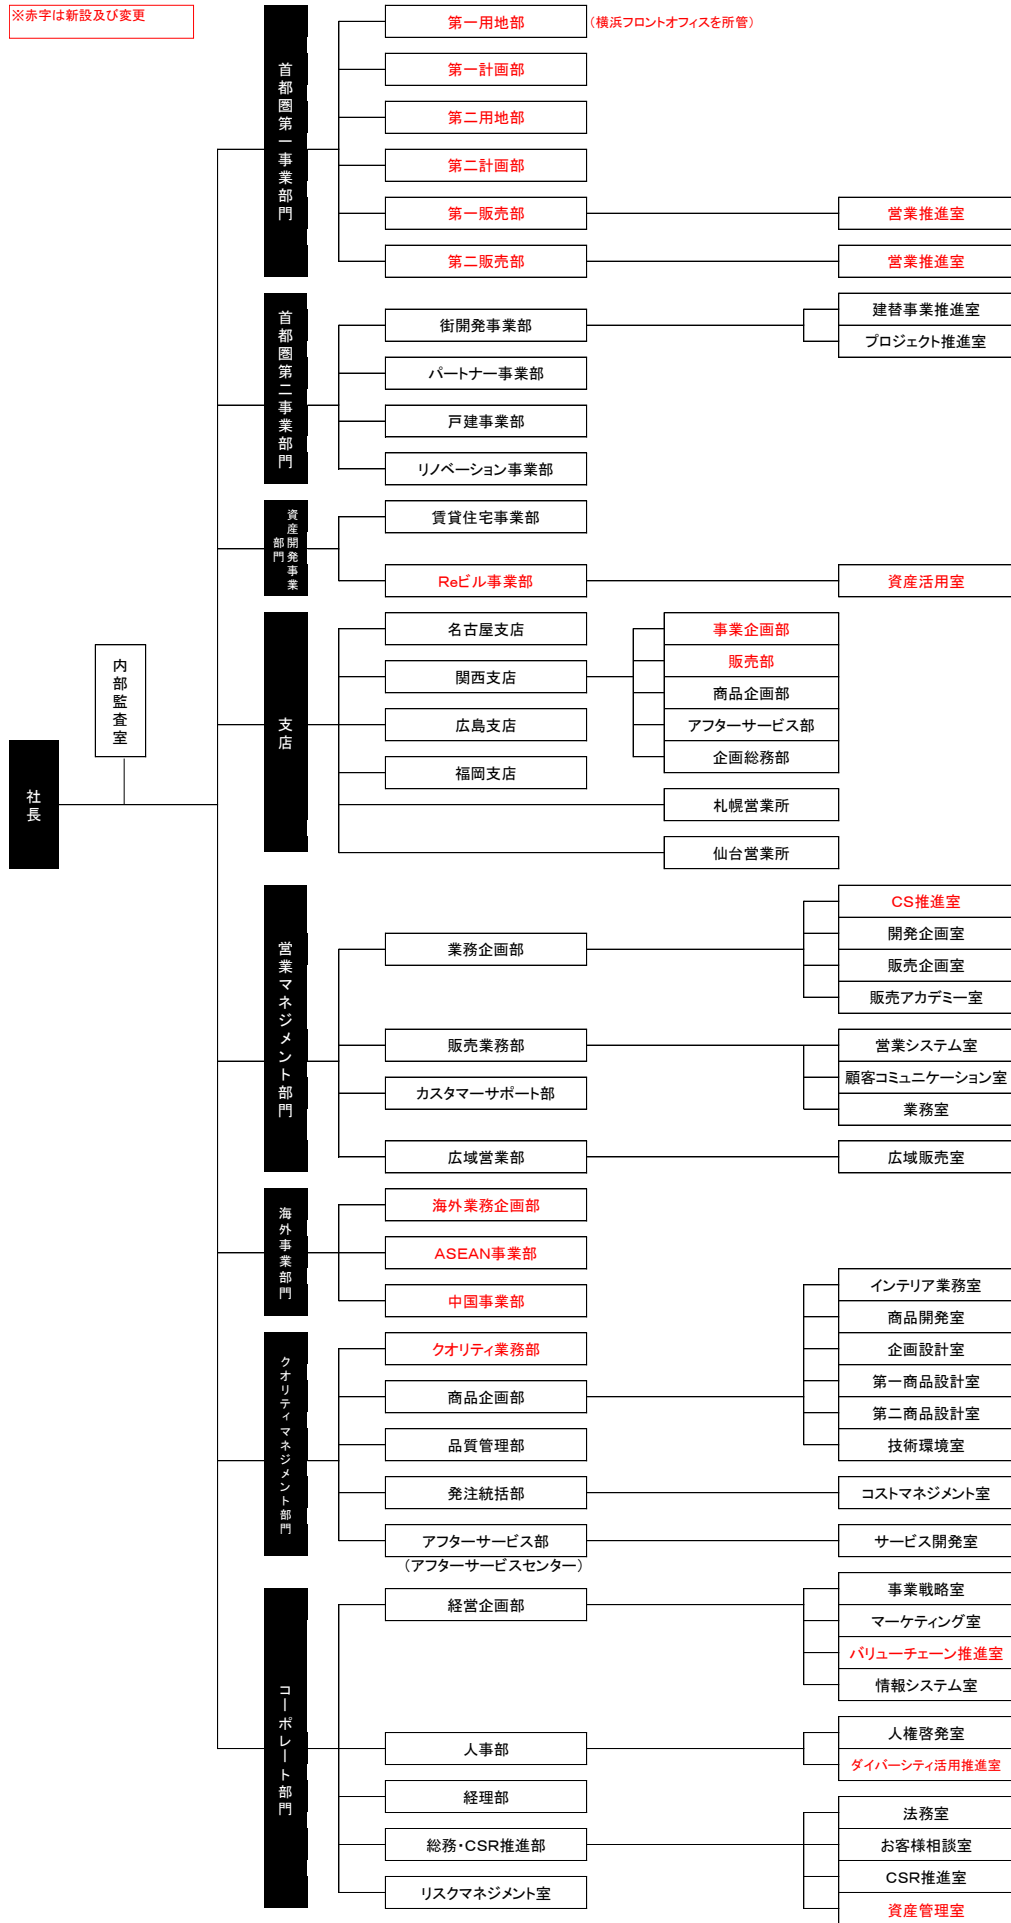 ※赤字は新設及び変更
社長
内部監査室
首都圏第一事業部門
第一用地部
(横浜フロントオフィスを所管)
第一計画部
第二用地部
第二計画部
第一販売部
営業推進室
第二販売部
営業推進室
首都圏第二事業部門
街開発事業部
建替事業推進室
プロジェクト推進室
パートナー事業部
戸建事業部
リノベーション事業部
資産開発事業
部門
賃貸住宅事業部
Reビル事業部
資産活用室
支店
名古屋支店
関西支店
事業企画部
販売部
商品企画部
アフターサービス部
企画総務部
広島支店
福岡支店
札幌営業所
仙台営業所
営業マネジメント部門
業務企画部
CS推進室
開発企画室
販売企画室
販売アカデミー室
販売業務部
営業システム室
顧客コミュニケーション室
業務室
カスタマーサポート部
広域営業部
広域販売室
海外事業部門
海外業務企画部
ASEAN事業部
中国事業部
クオリティマネジメント部門
クオリティ業務部
商品企画部
インテリア業務室
商品開発室
企画設計室
第一商品設計室
第二商品設計室
技術環境室
品質管理部
発注統括部
コストマネジメント室
アフターサービス部
(アフターサービスセンター)
サービス開発室
コーポレート部門
経営企画部
事業戦略室
マーケティング室
バリューチェーン推進室
情報システム室
人事部
人権啓発室
ダイバーシティ活用推進室
経理部
総務・CSR推進部
法務室
お客様相談室
CSR推進室
資産管理室
リスクマネジメント室